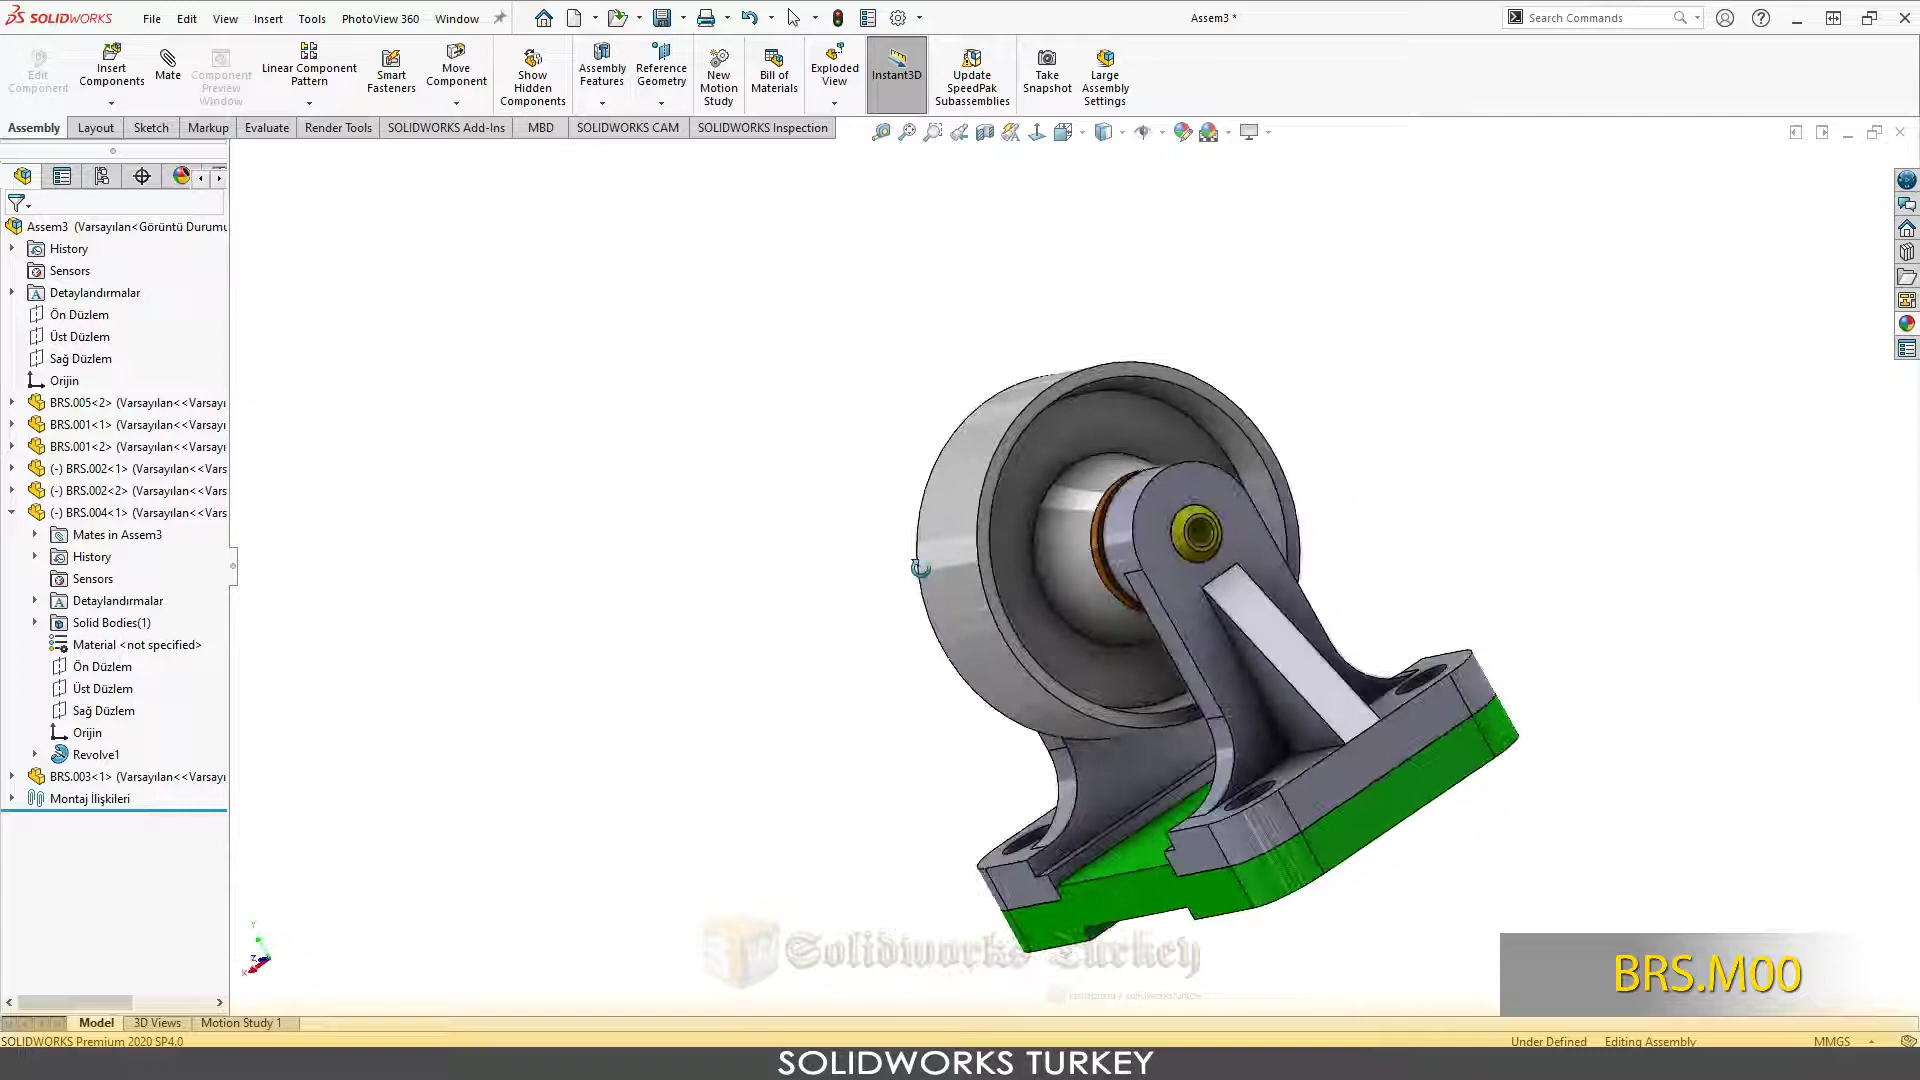 SOLIDWORKS
File
Edit
View
Insert
Tools
PhotoView 360
Window
Assem3 *
Search Commands
Edit
Component
Insert
Components
Mate
Component
Preview
Window
Linear Component
Pattern
Smart
Fasteners
Move
Component
Show
Hidden
Components
Assembly
Features
Reference
Geometry
New
Motion
Study
Bill of
Materials
Exploded
View
Instant3D
Update
SpeedPak
Subassemblies
Take
Snapshot
Large
Assembly
Settings
Assembly
Layout
Sketch
Markup
Evaluate
Render Tools
SOLIDWORKS Add-Ins
MBD
SOLIDWORKS CAM
SOLIDWORKS Inspection
Assem3 (Varsayılan<Görüntü Durumu
History
Sensors
Detaylandırmalar
Ön Düzlem
Üst Düzlem
Sağ Düzlem
Orijin
BRS.005<2> (Varsayılan<<Varsayı
BRS.001<1> (Varsayılan<<Varsayı
BRS.001<2> (Varsayılan<<Varsayı
(-) BRS.002<1> (Varsayılan<<Vars
(-) BRS.002<2> (Varsayılan<<Vars
(-) BRS.004<1> (Varsayılan<<Vars
Mates in Assem3
History
Sensors
Detaylandırmalar
Solid Bodies(1)
Material <not specified>
Ön Düzlem
Üst Düzlem
Sağ Düzlem
Orijin
Revolve1
BRS.003<1> (Varsayılan<<Varsayı
Montaj İlişkileri
Y
Z
X
Solidworks Turkey
instagram / solidworksturkey
BRS.M00
Model
3D Views
Motion Study 1
SOLIDWORKS Premium 2020 SP4.0
Under Defined
Editing Assembly
MMGS
SOLIDWORKS TURKEY